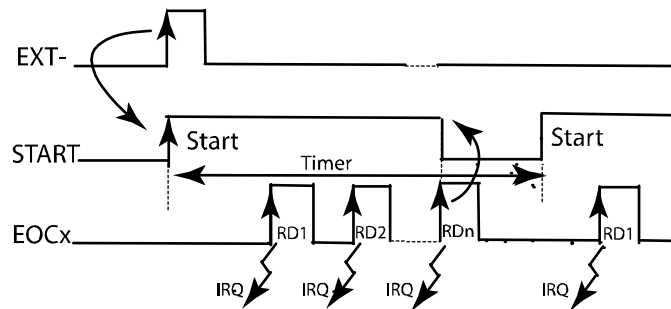 EXT-
START
Start
Start
Timer
EOCx
RD1
RD2
RDn
RD1
IRQ
IRQ
IRQ
IRQ